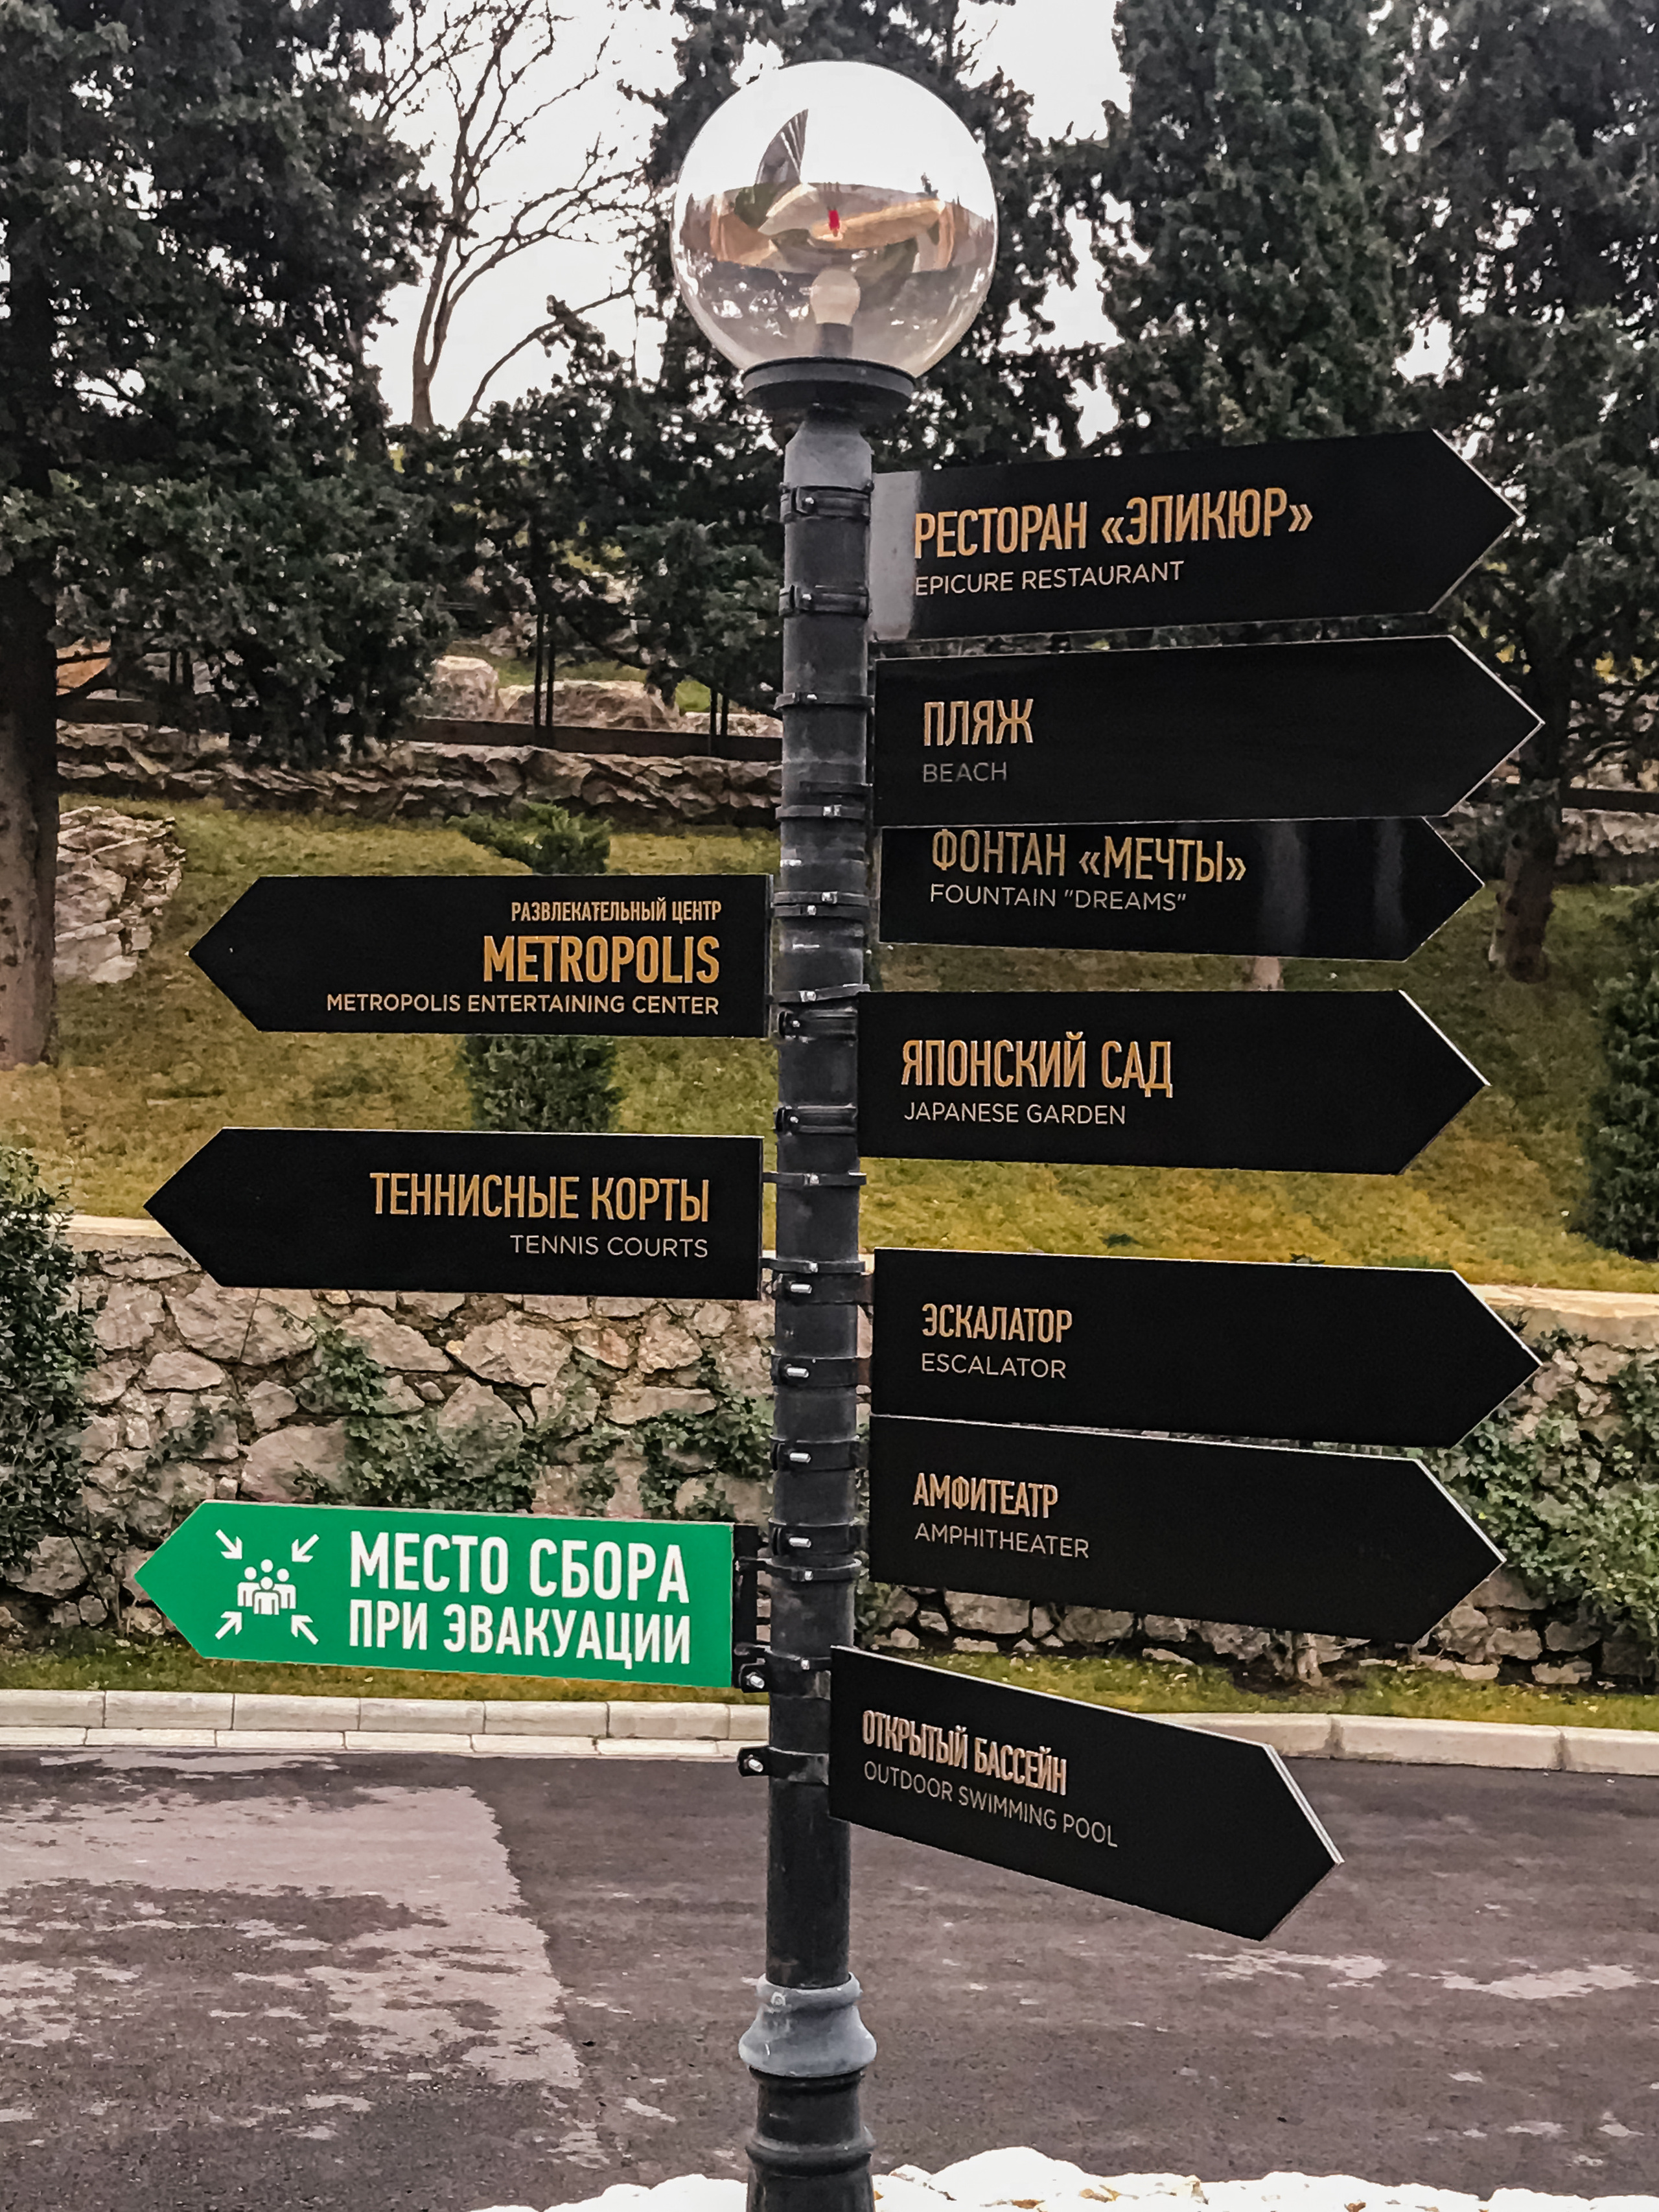 РЕСТОРАН «ЭПИКЮР»
EPICURE RESTAURANT
ПЛЯЖ
BEACH
ФОНТАН «МЕЧТЫ»
FOUNTAIN "DREAMS"
РАЗВЛЕКАТЕЛЬНЫЙ ЦЕНТР
METROPOLIS
METROPOLIS ENTERTAINING CENTER
ЯПОНСКИЙ САД
JAPANESE GARDEN
ТЕННИСНЫЕ КОРТЫ
TENNIS COURTS
ЭСКАЛАТОР
ESCALATOR
АМФИТЕАТР
AMPHITHEATER
МЕСТО СБОРА
ПРИ ЭВАКУАЦИИ
ОТКРЫТЫЙ БАССЕЙН
OUTDOOR SWIMMING POOL